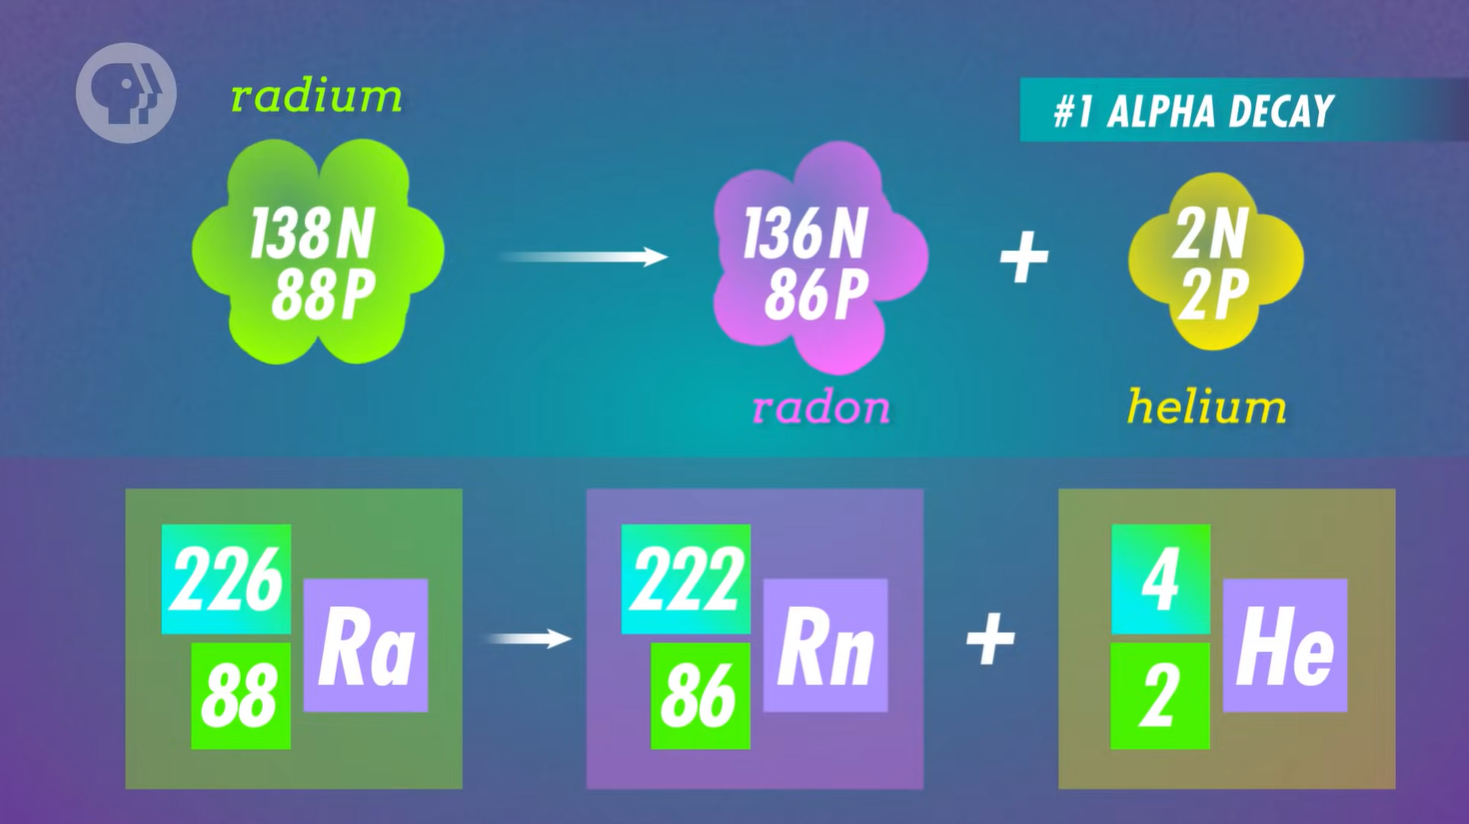 radium
#1 ALPHA DECAY
138N
88P
136N
86P
+
2N
2P
radon
helium
226
88
Ra
222
86
Rn
+
4
2
He